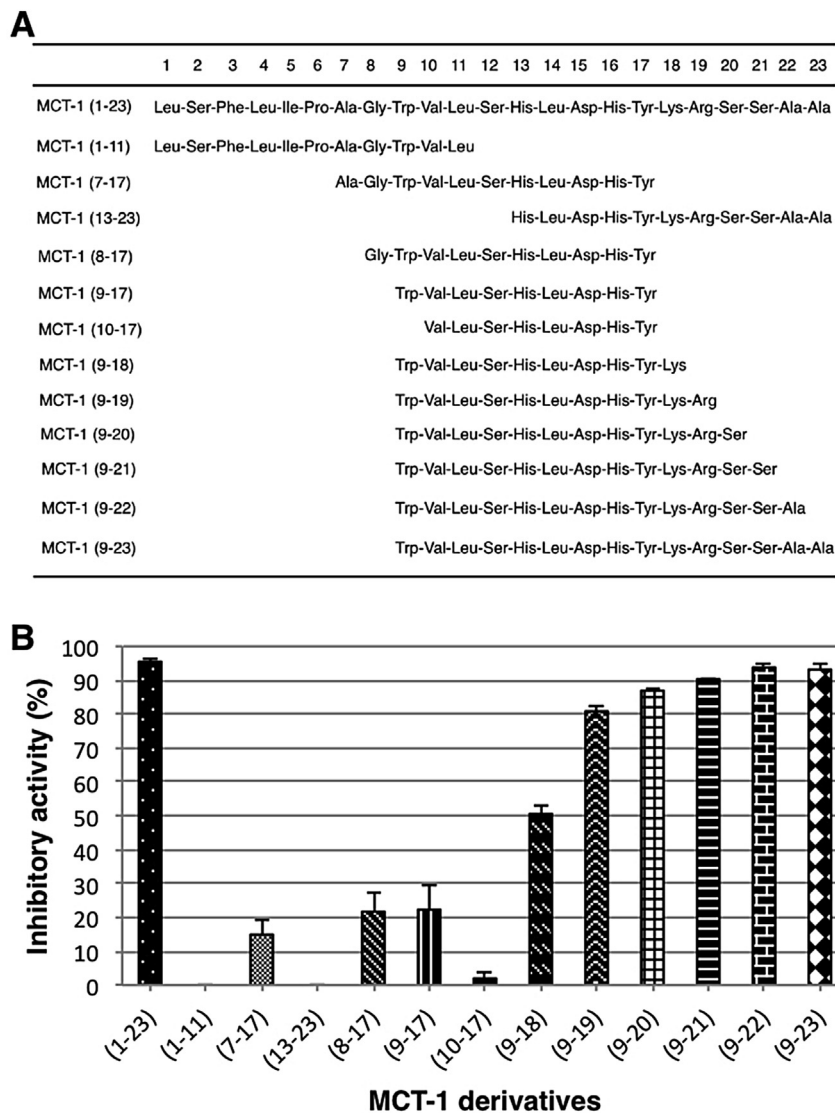 A
1 2 3 4 5 6 7 8 9 10 11 12 13 14 15 16 17 18 19 20 21 22 23
MCT-1 (1-23) Leu-Ser-Phe-Leu-Ile-Pro-Ala-Gly-Trp-Val-Leu-Ser-His-Leu-Asp-His-Tyr-Lys-Arg-Ser-Ser-Ala-Ala
MCT-1 (1-11) Leu-Ser-Phe-Leu-Ile-Pro-Ala-Gly-Trp-Val-Leu
MCT-1 (7-17) Ala-Gly-Trp-Val-Leu-Ser-His-Leu-Asp-His-Tyr
MCT-1 (13-23) His-Leu-Asp-His-Tyr-Lys-Arg-Ser-Ser-Ala-Ala
MCT-1 (8-17) Gly-Trp-Val-Leu-Ser-His-Leu-Asp-His-Tyr
MCT-1 (9-17) Trp-Val-Leu-Ser-His-Leu-Asp-His-Tyr
MCT-1 (10-17) Val-Leu-Ser-His-Leu-Asp-His-Tyr
MCT-1 (9-18) Trp-Val-Leu-Ser-His-Leu-Asp-His-Tyr-Lys
MCT-1 (9-19) Trp-Val-Leu-Ser-His-Leu-Asp-His-Tyr-Lys-Arg
MCT-1 (9-20) Trp-Val-Leu-Ser-His-Leu-Asp-His-Tyr-Lys-Arg-Ser
MCT-1 (9-21) Trp-Val-Leu-Ser-His-Leu-Asp-His-Tyr-Lys-Arg-Ser-Ser
MCT-1 (9-22) Trp-Val-Leu-Ser-His-Leu-Asp-His-Tyr-Lys-Arg-Ser-Ser-Ala
MCT-1 (9-23) Trp-Val-Leu-Ser-His-Leu-Asp-His-Tyr-Lys-Arg-Ser-Ser-Ala-Ala
B
Inhibitory activity (%)
100
90
80
70
60
50
40
30
20
10
0
(1-23) (1-11) (7-17) (13-23) (8-17) (9-17) (10-17) (9-18) (9-19) (9-20) (9-21) (9-22) (9-23)
MCT-1 derivatives